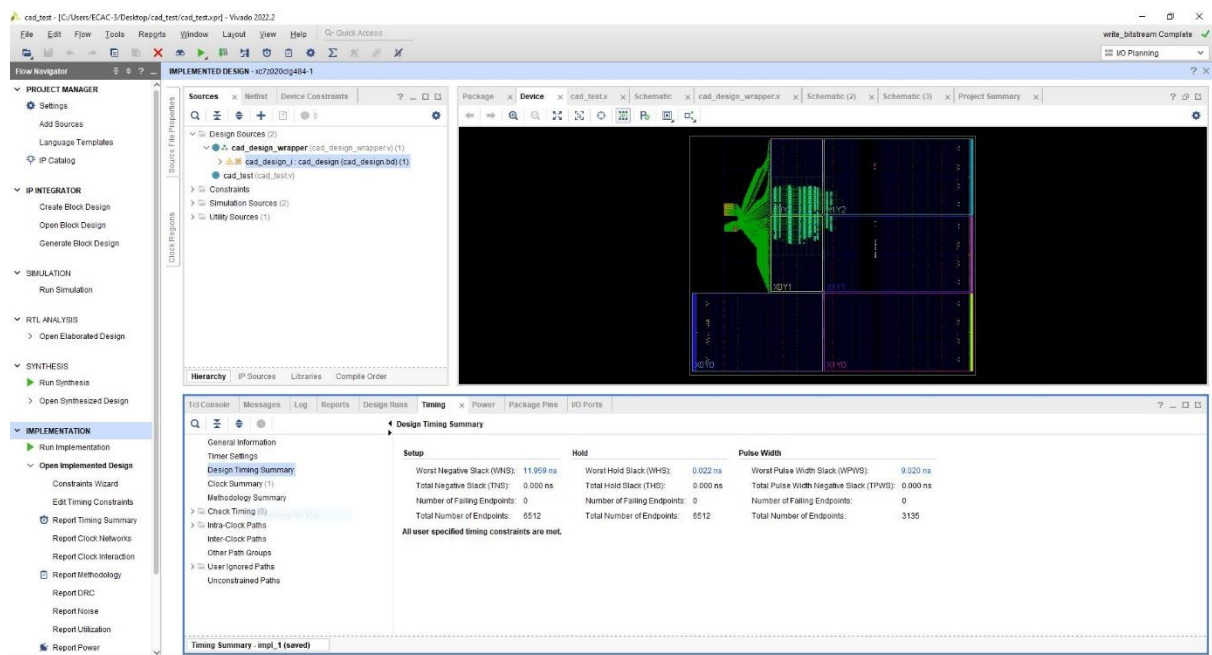 cad_test - [C:/Users/ECAC-3/Desktop/cad_test/cad_test.xpr] - Vivado 2022.2
File Edit Flow Tools Reports Window Layout View Help Q- Quick Access
write_bitstream Complete
I/O Planning
Flow Navigator
IMPLEMENTED DESIGN - xc7z020clg484-1
PROJECT MANAGER
Settings
Add Sources
Language Templates
IP Catalog
IP INTEGRATOR
Create Block Design
Open Block Design
Generate Block Design
SIMULATION
Run Simulation
RTL ANALYSIS
Open Elaborated Design
SYNTHESIS
Run Synthesis
Open Synthesized Design
IMPLEMENTATION
Run Implementation
Open Implemented Design
Constraints Wizard
Edit Timing Constraints
Report Timing Summary
Report Clock Networks
Report Clock Interaction
Report Methodology
Report DRC
Report Noise
Report Utilization
Report Power
Source File Properties
Clock Regions
Sources Netlist Device Constraints
Design Sources (2)
cad_design_wrapper (cad_design_wrapper.v) (1)
cad_design_i : cad_design (cad_design.bd) (1)
cad_test (cad_test.v)
Constraints
Simulation Sources (2)
Utility Sources (1)
Hierarchy IP Sources Libraries Compile Order
Package Device cad_test.v Schematic cad_design_wrapper.v Schematic (2) Schematic (3) Project Summary
X0Y1
X1Y1
X0Y0
X1Y0
Tcl Console Messages Log Reports Design Runs Timing Power Package Pins I/O Ports
Design Timing Summary
General Information
Timer Settings
Design Timing Summary
Clock Summary (1)
Methodology Summary
Check Timing (0)
Intra-Clock Paths
Inter-Clock Paths
Other Path Groups
User Ignored Paths
Unconstrained Paths
Setup Hold Pulse Width
Worst Negative Slack (WNS): 11.959 ns Worst Hold Slack (WHS): 0.022 ns Worst Pulse Width Slack (WPWS): 9.020 ns
Total Negative Slack (TNS): 0.000 ns Total Hold Slack (THS): 0.000 ns Total Pulse Width Negative Slack (TPWS): 0.000 ns
Number of Failing Endpoints: 0 Number of Failing Endpoints: 0 Number of Failing Endpoints: 0
Total Number of Endpoints: 6512 Total Number of Endpoints: 6512 Total Number of Endpoints: 3135
All user specified timing constraints are met.
Timing Summary - impl_1 (saved)